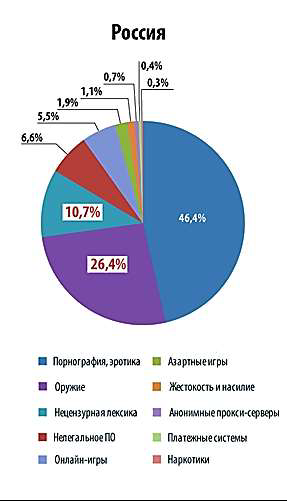 Россия
0,4%
0,7%
0,3%
1,1%
1,9%
5,5%
6,6%
10,7%
46,4%
26,4%
Порнография, эротика
Азартные игры
Оружие
Жестокость и насилие
Нецензурная лексика
Анонимные прокси-серверы
Нелегальное ПО
Платежные системы
Онлайн-игры
Наркотики